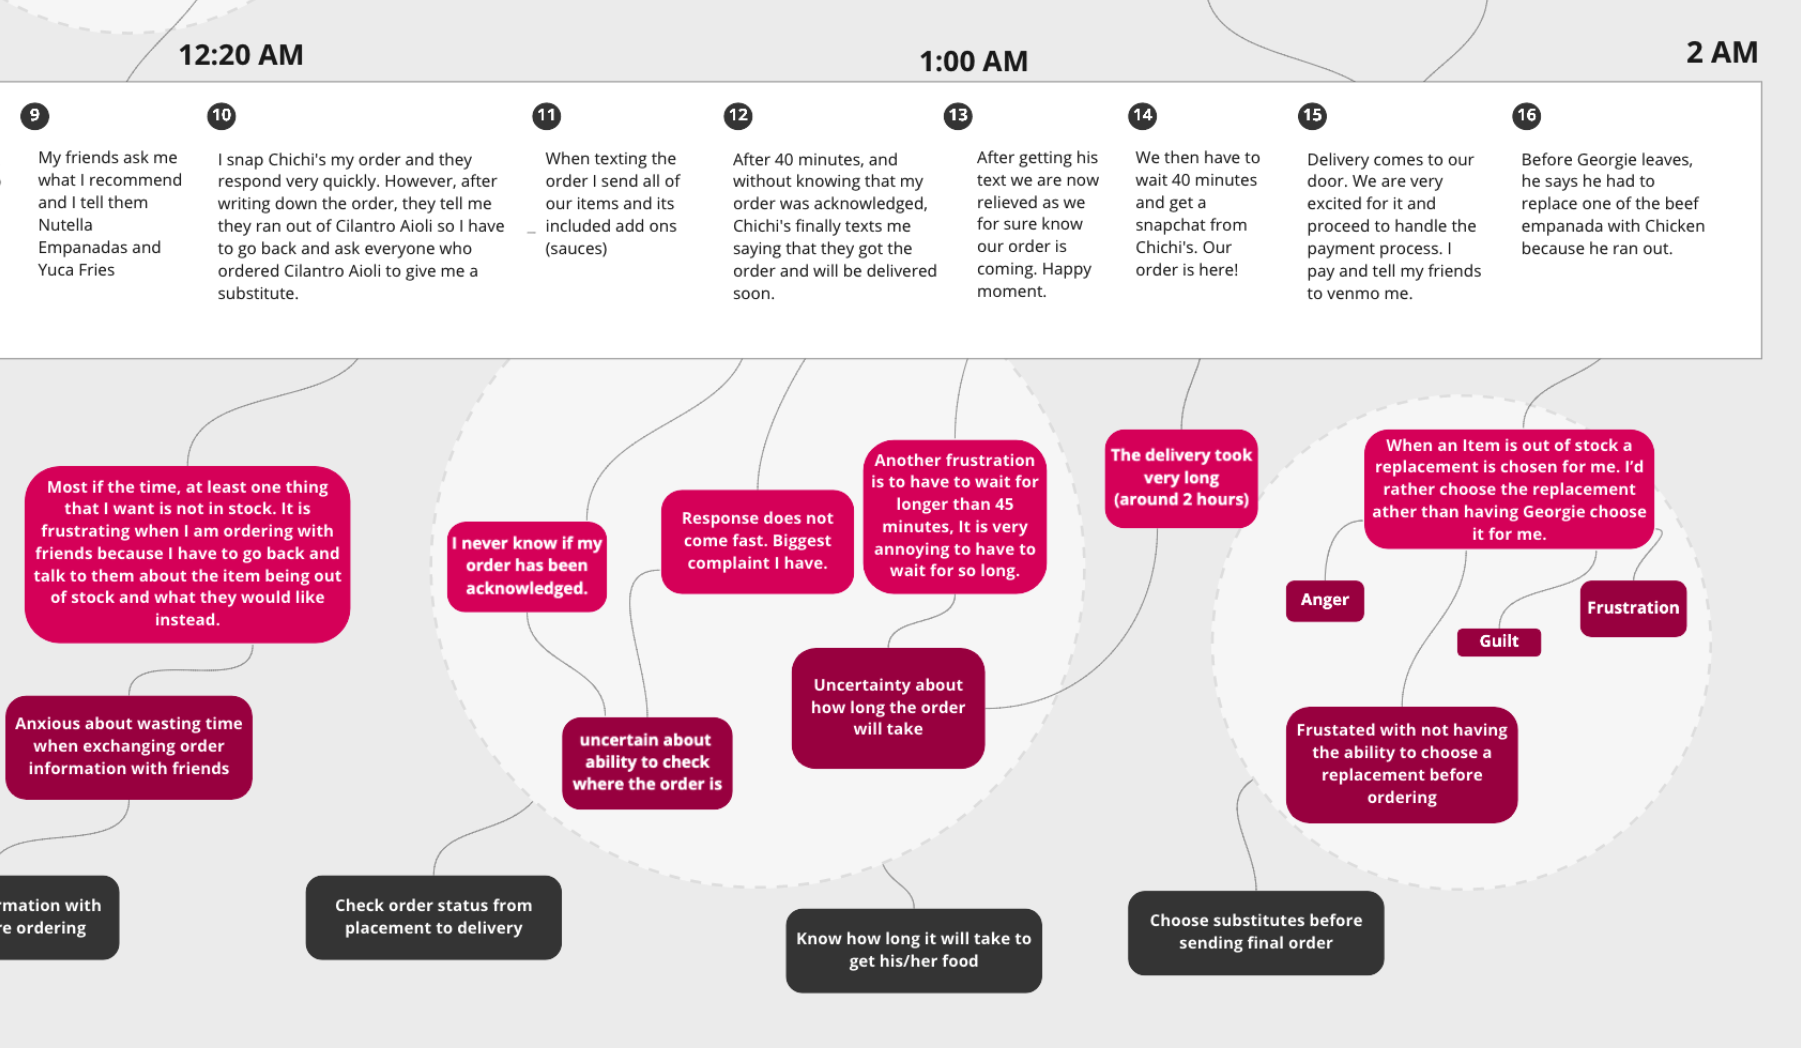 12:20 AM
1:00 AM
2 AM
9
My friends ask me
what I recommend
and I tell them
Nutella
Empanadas and
Yuca Fries
10
I snap Chichi's my order and they
respond very quickly. However, after
writing down the order, they tell me
they ran out of Cilantro Aioli so I have
to go back and ask everyone who
ordered Cilantro Aioli to give me a
substitute.
11
When texting the
order I send all of
our items and its
included add ons
(sauces)
12
After 40 minutes, and
without knowing that my
order was acknowledged,
Chichi's finally texts me
saying that they got the
order and will be delivered
soon.
13
After getting his
text we are now
relieved as we
for sure know
our order is
coming. Happy
moment.
14
We then have to
wait 40 minutes
and get a
snapchat from
Chichi's. Our
order is here!
15
Delivery comes to our
door. We are very
excited for it and
proceed to handle the
payment process. I
pay and tell my friends
to venmo me.
16
Before Georgie leaves,
he says he had to
replace one of the beef
empanada with Chicken
because he ran out.
Most if the time, at least one thing
that I want is not in stock. It is
frustrating when I am ordering with
friends because I have to go back and
talk to them about the item being out
of stock and what they would like
instead.
I never know if my
order has been
acknowledged.
Response does not
come fast. Biggest
complaint I have.
Another frustration
is to have to wait for
longer than 45
minutes, It is very
annoying to have to
wait for so long.
The delivery took
very long
(around 2 hours)
When an Item is out of stock a
replacement is chosen for me. I'd
rather choose the replacement
ather than having Georgie choose
it for me.
Anger
Guilt
Frustration
Anxious about wasting time
when exchanging order
information with friends
uncertain about
ability to check
where the order is
Uncertainty about
how long the order
will take
Frustated with not having
the ability to choose a
replacement before
ordering
rmation with
re ordering
Check order status from
placement to delivery
Know how long it will take to
get his/her food
Choose substitutes before
sending final order